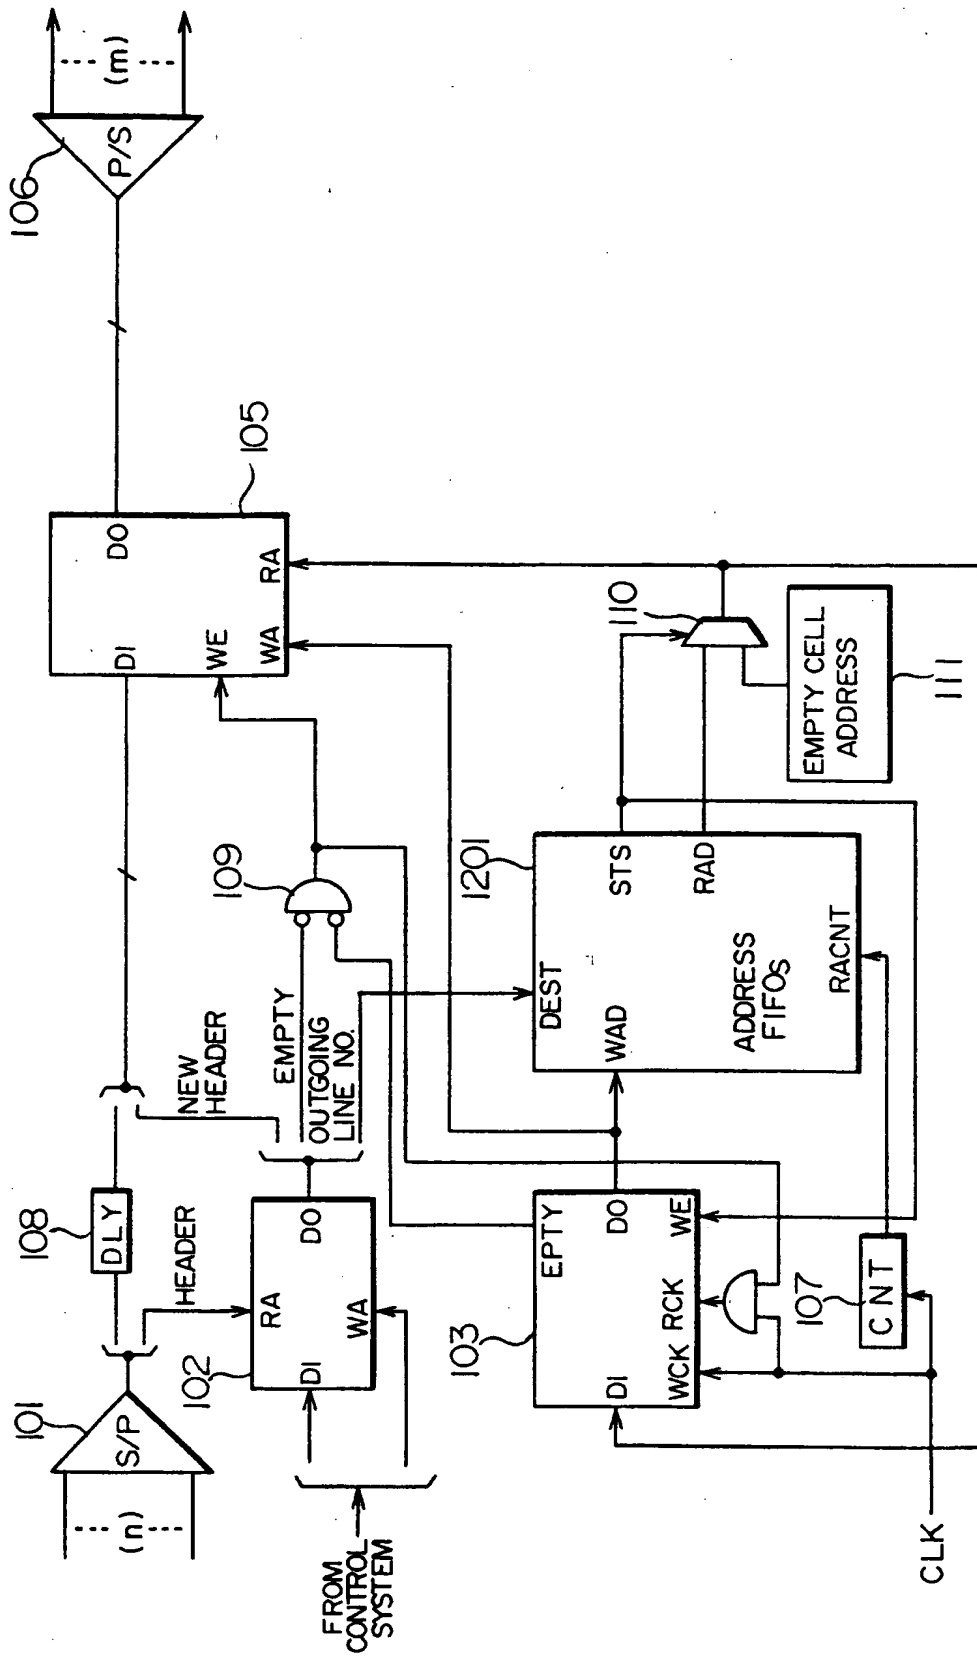 101
S/P
(n)
108
DLY
HEADER
NEW
HEADER
102
RA
DI
DO
WA
FROM
CONTROL
SYSTEM
EMPTY
OUTGOING
LINE NO.
109
DI
DO
WE
WA
RA
105
106
P/S
(m)
103
EPTY
DI
DO
WCK
RCK
WE
107
CNT
CLK
1201
DEST
STS
WAD
RAD
ADDRESS
FIFOs
RACNT
110
EMPTY CELL
ADDRESS
111